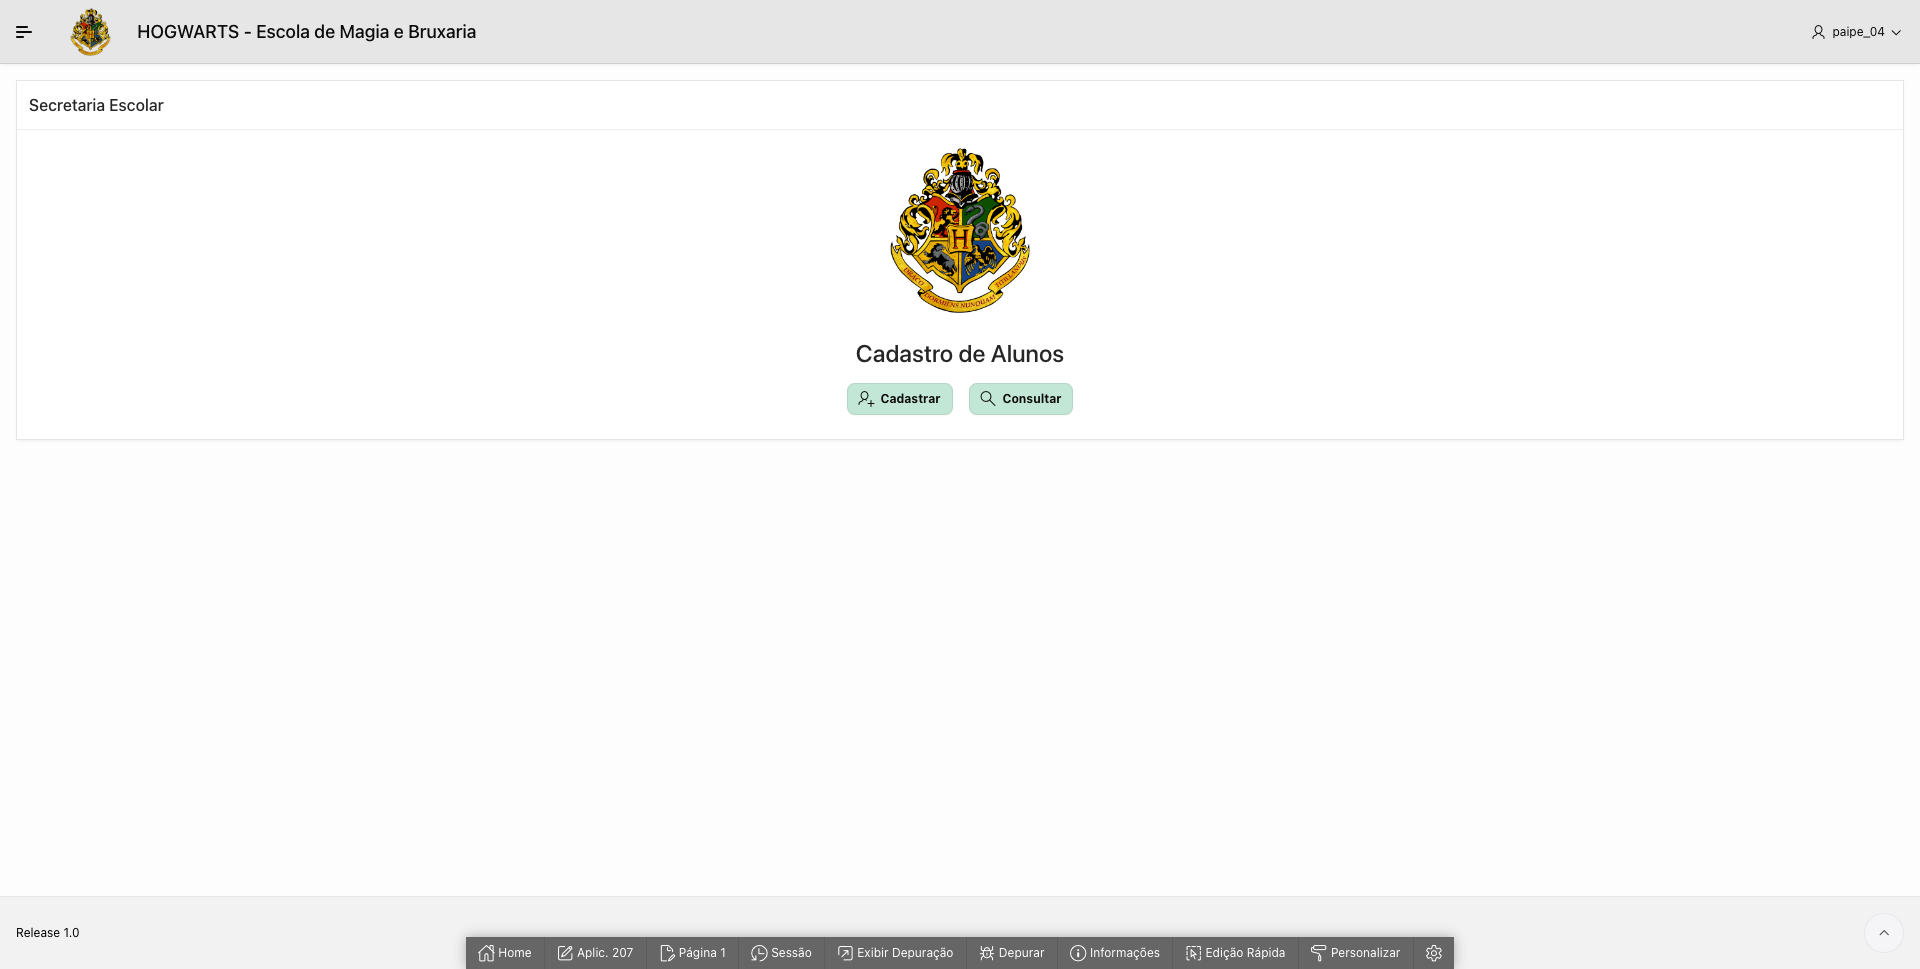 HOGWARTS - Escola de Magia e Bruxaria
paipe_04
Secretaria Escolar
H
DRACO DORMIENS NUNQUAM TITILLANDUS
Cadastro de Alunos
Cadastrar
Consultar
Release 1.0
Home
Aplic. 207
Página 1
Sessão
Exibir Depuração
Depurar
Informações
Edição Rápida
Personalizar